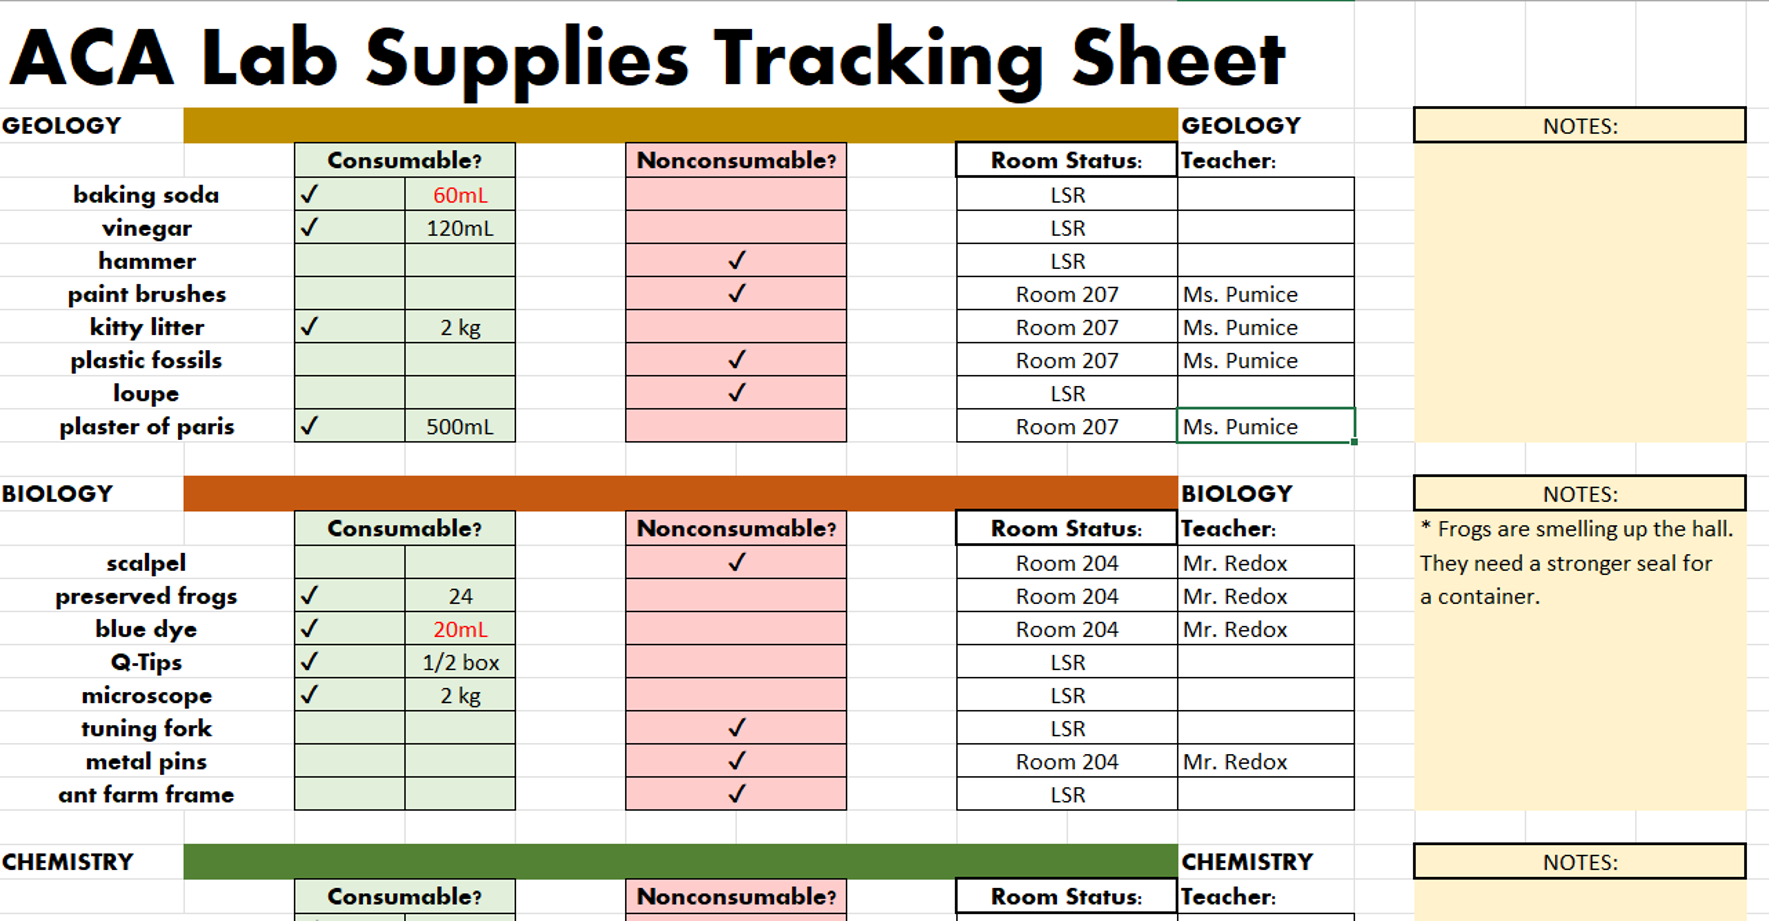 ACA Lab Supplies Tracking Sheet
GEOLOGY GEOLOGY NOTES:
Consumable? Nonconsumable? Room Status: Teacher:
baking soda ✓ 60mL LSR
vinegar ✓ 120mL LSR
hammer ✓ LSR
paint brushes ✓ Room 207 Ms. Pumice
kitty litter ✓ 2 kg Room 207 Ms. Pumice
plastic fossils ✓ Room 207 Ms. Pumice
loupe ✓ LSR
plaster of paris ✓ 500mL Room 207 Ms. Pumice
BIOLOGY BIOLOGY NOTES:
Consumable? Nonconsumable? Room Status: Teacher: * Frogs are smelling up the hall.
scalpel ✓ Room 204 Mr. Redox They need a stronger seal for
preserved frogs ✓ 24 Room 204 Mr. Redox a container.
blue dye ✓ 20mL Room 204 Mr. Redox
Q-Tips ✓ 1/2 box LSR
microscope ✓ 2 kg LSR
tuning fork ✓ LSR
metal pins ✓ Room 204 Mr. Redox
ant farm frame ✓ LSR
CHEMISTRY CHEMISTRY NOTES:
Consumable? Nonconsumable? Room Status: Teacher: